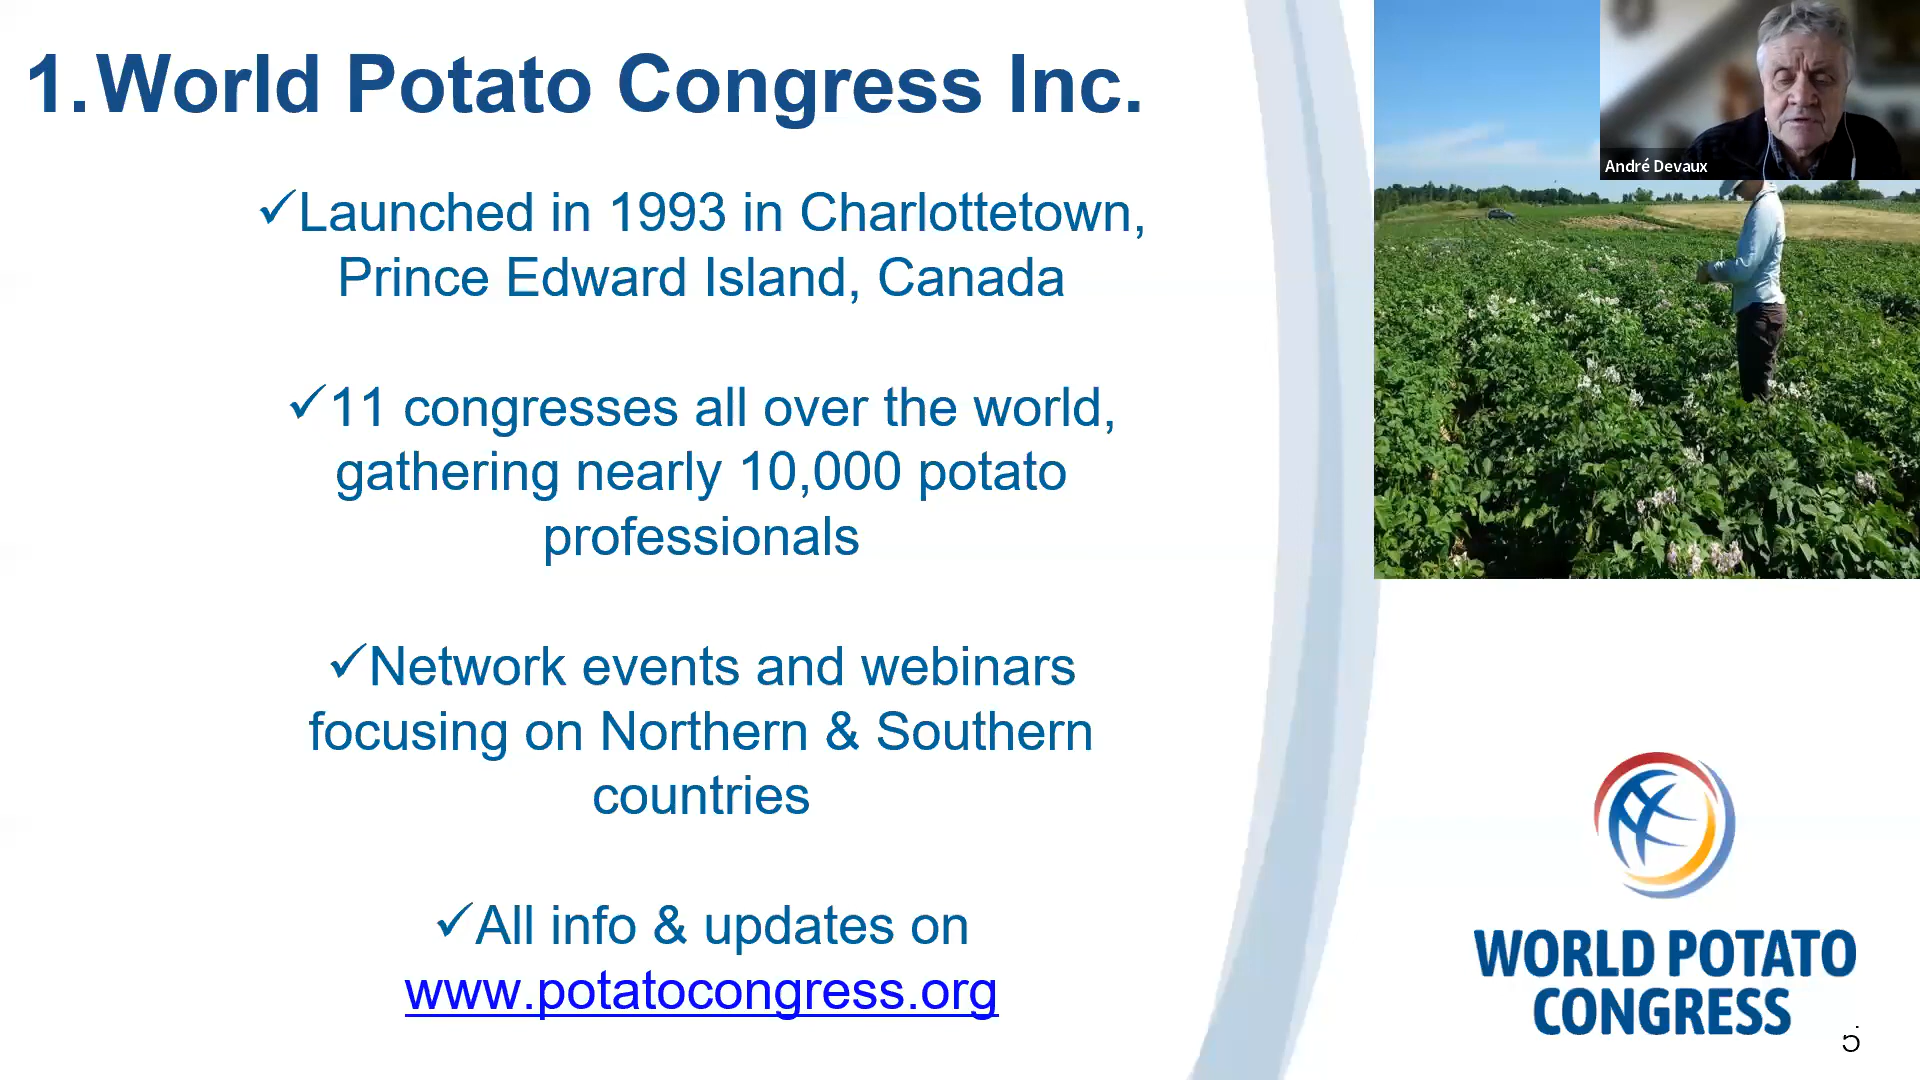 1.World Potato Congress Inc.
✓Launched in 1993 in Charlottetown,
Prince Edward Island, Canada
✓11 congresses all over the world,
gathering nearly 10,000 potato
professionals
✓Network events and webinars
focusing on Northern & Southern
countries
✓All info & updates on
www.potatocongress.org
André Devaux
WORLD POTATO
CONGRESS
5